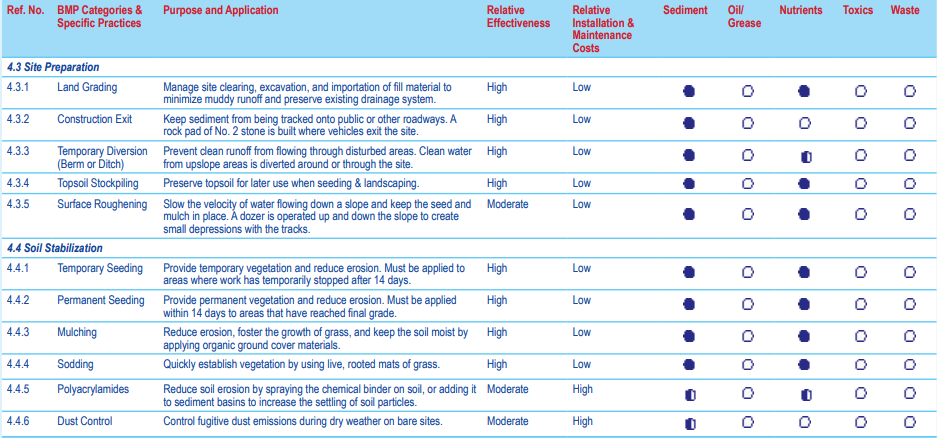 Ref. No. BMP Categories & Specific Practices Purpose and Application Relative Effectiveness Relative Installation & Maintenance Costs Sediment Oil/ Grease Nutrients Toxics Waste
4.3 Site Preparation
4.3.1 Land Grading Manage site clearing, excavation, and importation of fill material to High Low
minimize muddy runoff and preserve existing drainage system.
4.3.2 Construction Exit Keep sediment from being tracked onto public or other roadways. A High Low
rock pad of No. 2 stone is built where vehicles exit the site.
4.3.3 Temporary Diversion Prevent clean runoff from flowing through disturbed areas. Clean water High Low
(Berm or Ditch) from upslope areas is diverted around or through the site.
4.3.4 Topsoil Stockpiling Preserve topsoil for later use when seeding & landscaping. High Low
4.3.5 Surface Roughening Slow the velocity of water flowing down a slope and keep the seed and Moderate Low
mulch in place. A dozer is operated up and down the slope to create
small depressions with the tracks.
4.4 Soil Stabilization
4.4.1 Temporary Seeding Provide temporary vegetation and reduce erosion. Must be applied to High Low
areas where work has temporarily stopped after 14 days.
4.4.2 Permanent Seeding Provide permanent vegetation and reduce erosion. Must be applied High Low
within 14 days to areas that have reached final grade.
4.4.3 Mulching Reduce erosion, foster the growth of grass, and keep the soil moist by High Low
applying organic ground cover materials.
4.4.4 Sodding Quickly establish vegetation by using live, rooted mats of grass. High Low
4.4.5 Polyacrylamides Reduce soil erosion by spraying the chemical binder on soil, or adding it Moderate High
to sediment basins to increase the settling of soil particles.
4.4.6 Dust Control Control fugitive dust emissions during dry weather on bare sites. Moderate High